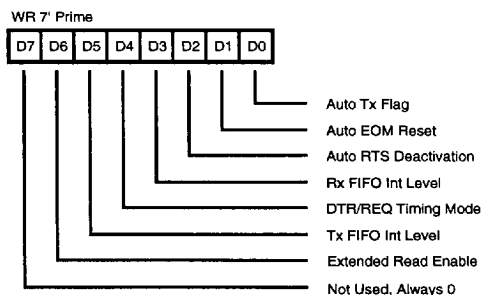 WR 7' Prime
D7 D6 D5 D4 D3 D2 D1 D0
Auto Tx Flag
Auto EOM Reset
Auto RTS Deactivation
Rx FIFO Int Level
DTR/REQ Timing Mode
Tx FIFO Int Level
Extended Read Enable
Not Used, Always 0